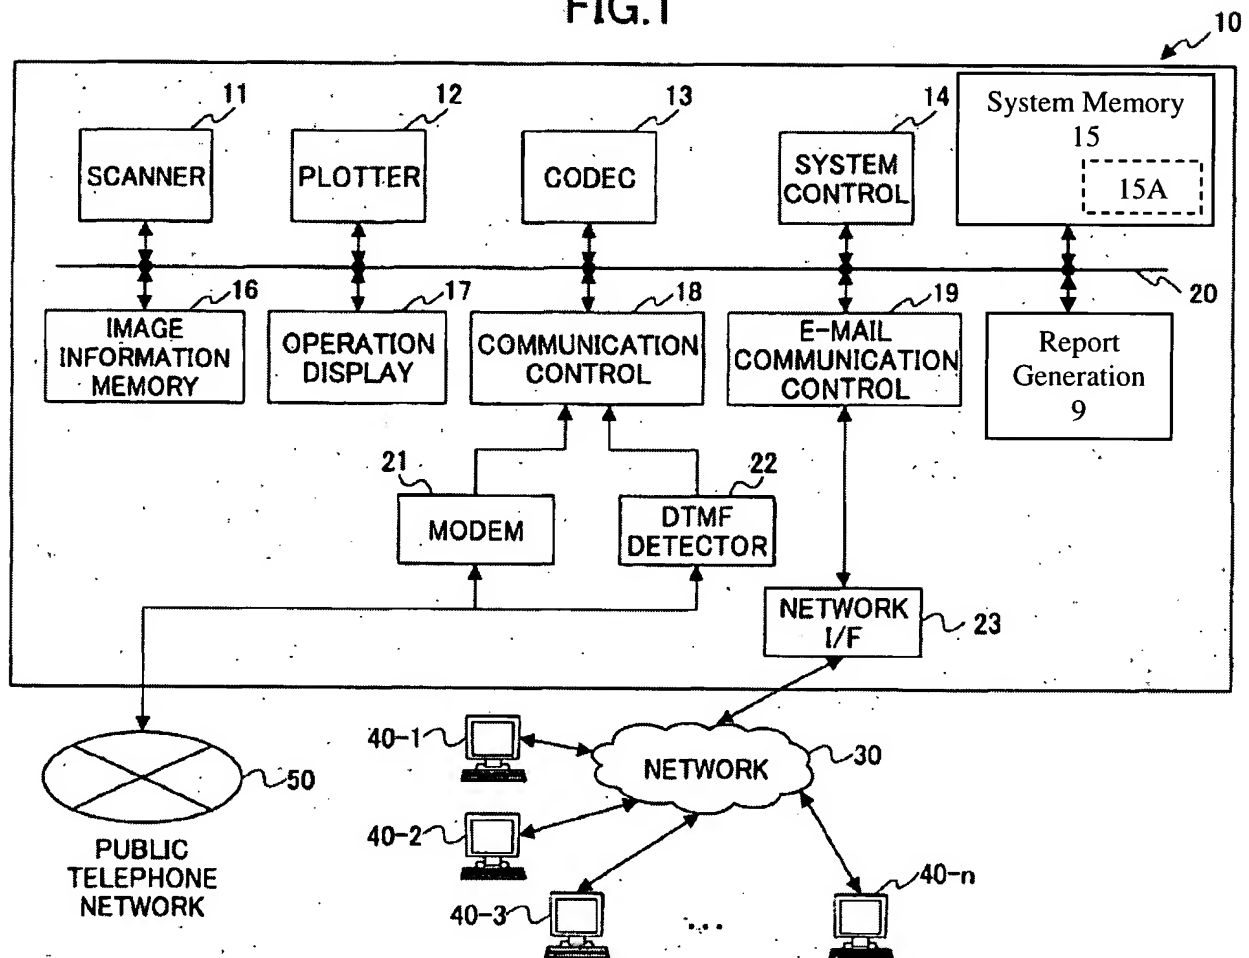 FIG.1
10
11
12
13
14
SCANNER
PLOTTER
CODEC
SYSTEM
CONTROL
System Memory
15
15A
16
17
18
19
20
IMAGE
INFORMATION
MEMORY
OPERATION
DISPLAY
COMMUNICATION
CONTROL
E-MAIL
COMMUNICATION
CONTROL
Report
Generation
9
21
22
MODEM
DTMF
DETECTOR
NETWORK
I/F
23
40-1
NETWORK
30
50
40-2
PUBLIC
TELEPHONE
NETWORK
40-3
...
40-n